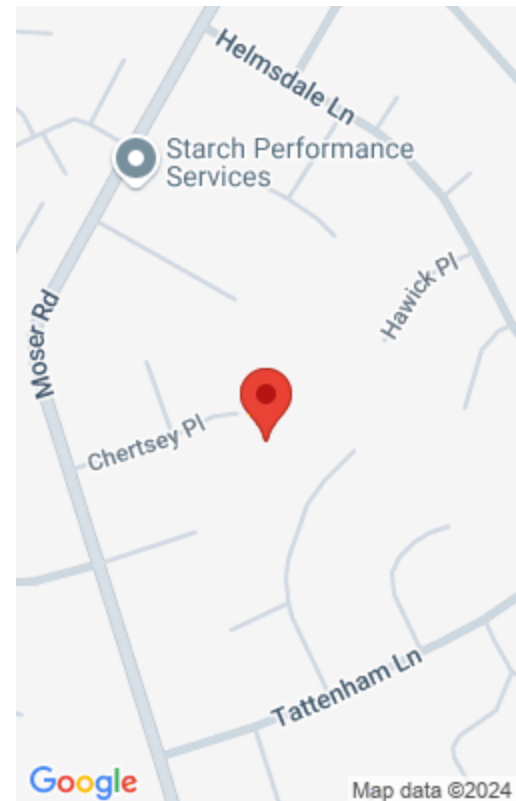 Helmsdale Ln
Starch Performance
Services
Hawick Pl
Moser Rd
Chertsey Pl
Tattenham Ln
Google
Map data ©2024